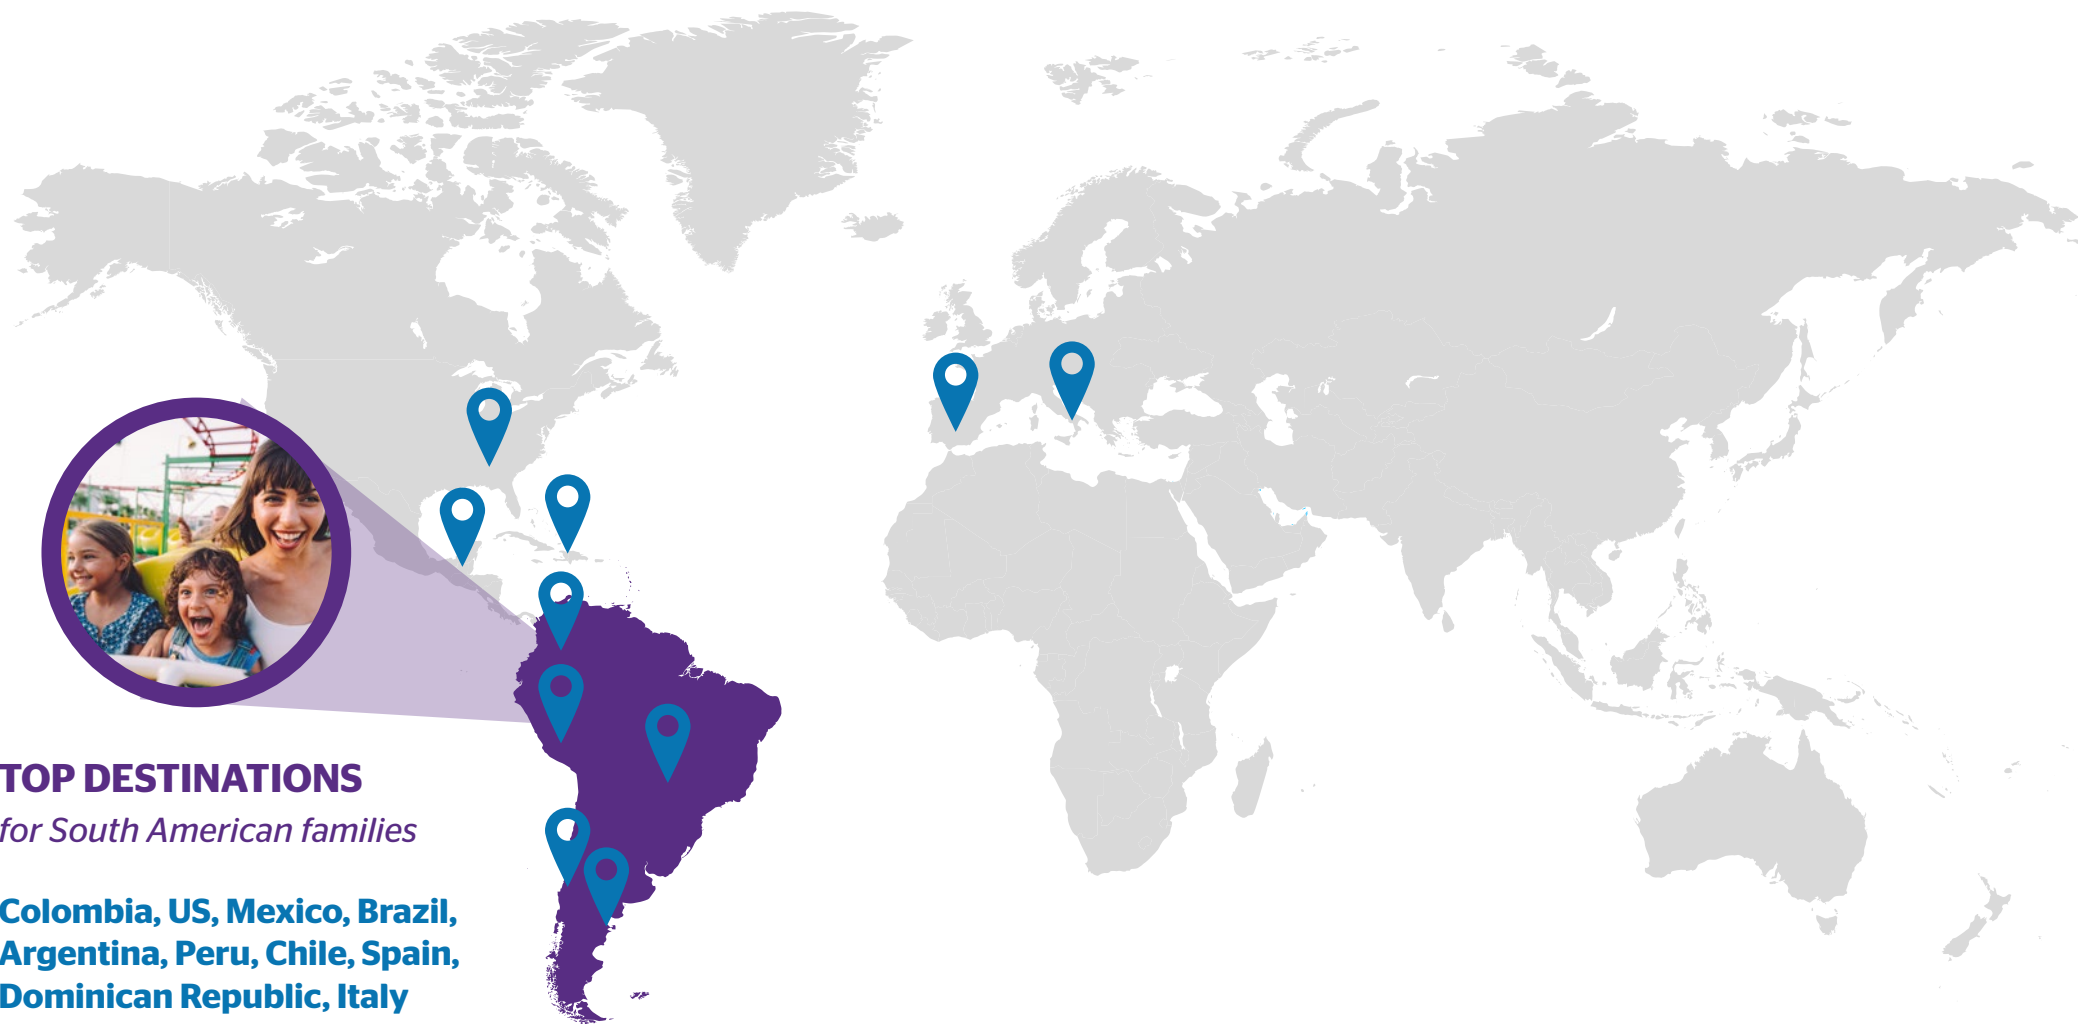 TOP DESTINATIONS
for South American families
Colombia, US, Mexico, Brazil,
Argentina, Peru, Chile, Spain,
Dominican Republic, Italy